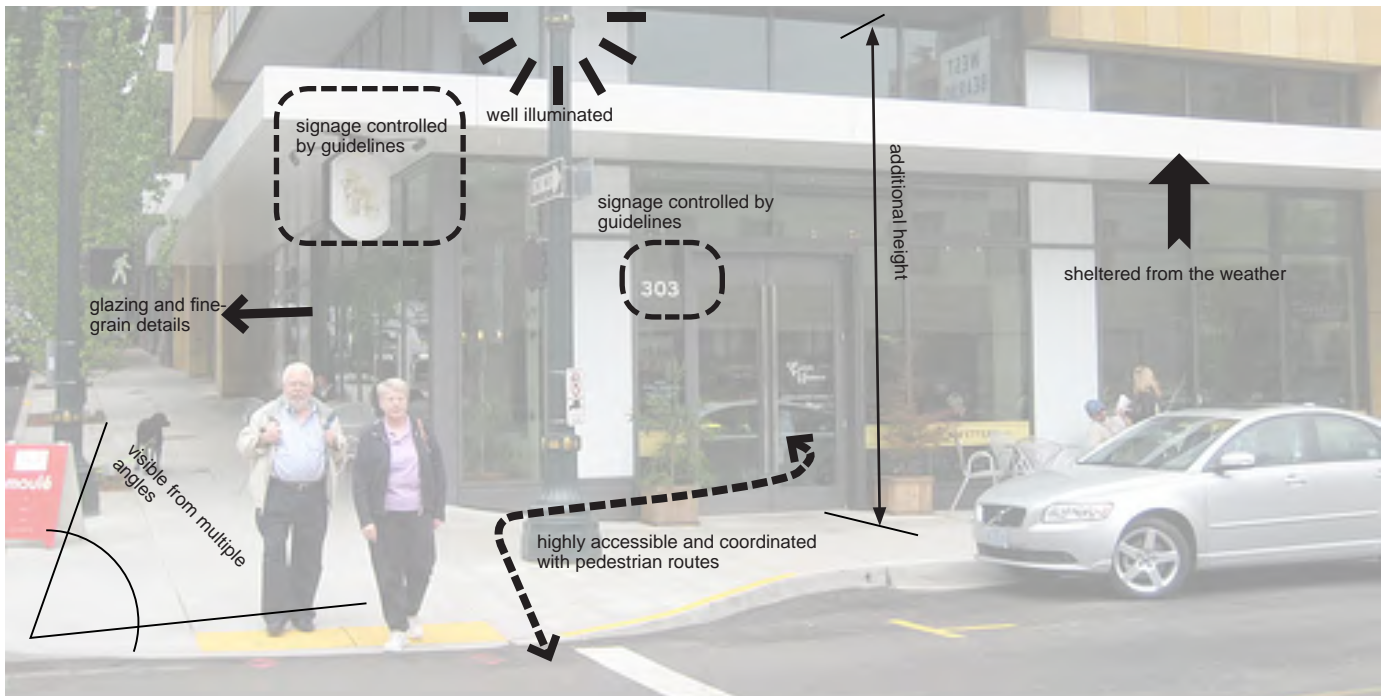 well illuminated
signage controlled
by guidelines
additional height
signage controlled by
guidelines
sheltered from the weather
303
glazing and fine-
grain details
visible from multiple
angles
moulé
highly accessible and coordinated
with pedestrian routes